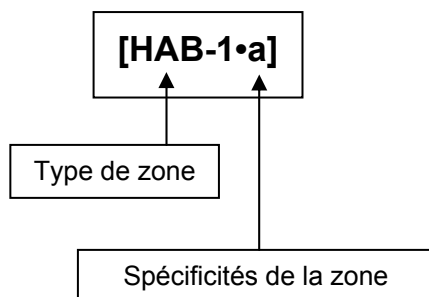 [HAB-1•a]
Type de zone
Spécificités de la zone